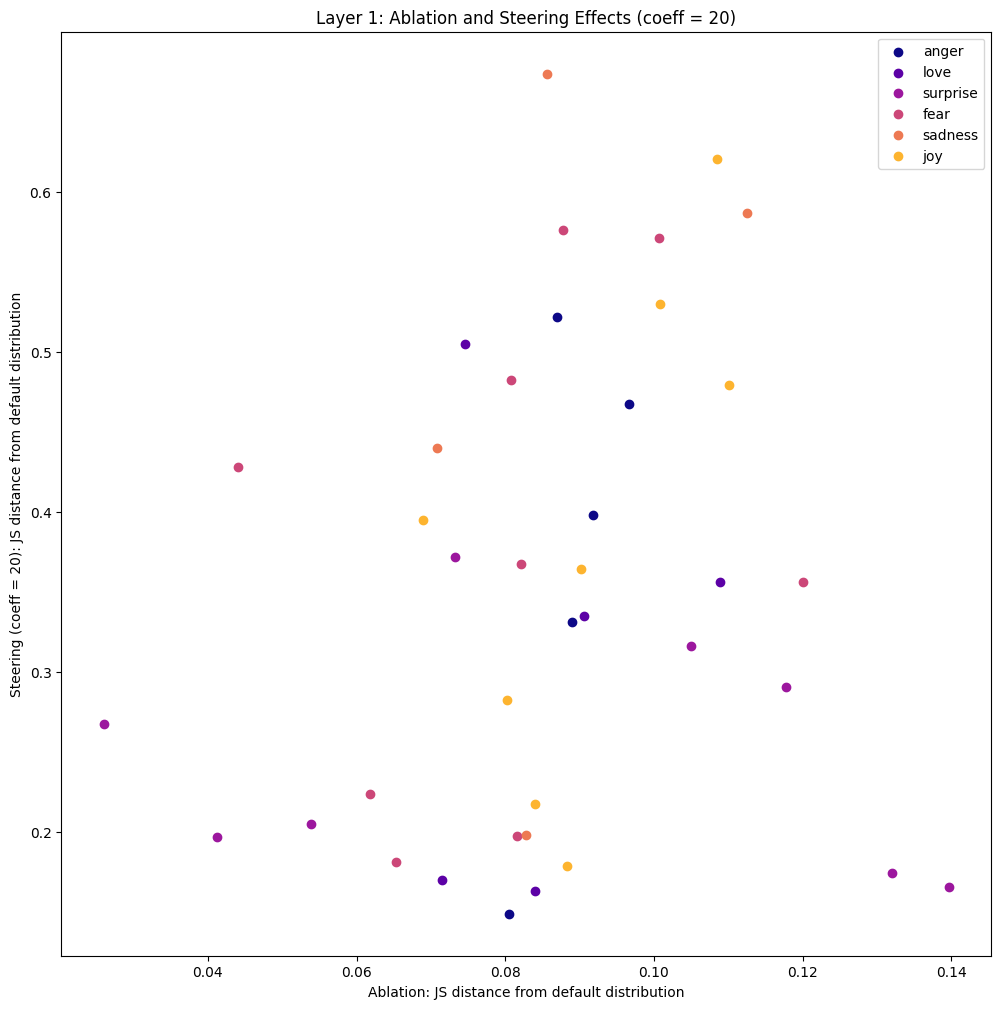 Layer 1: Ablation and Steering Effects (coeff = 20)
anger
love
surprise
fear
sadness
joy
Steering (coeff = 20): JS distance from default distribution
0.6
0.5
0.4
0.3
0.2
0.04 0.06 0.08 0.10 0.12 0.14
Ablation: JS distance from default distribution